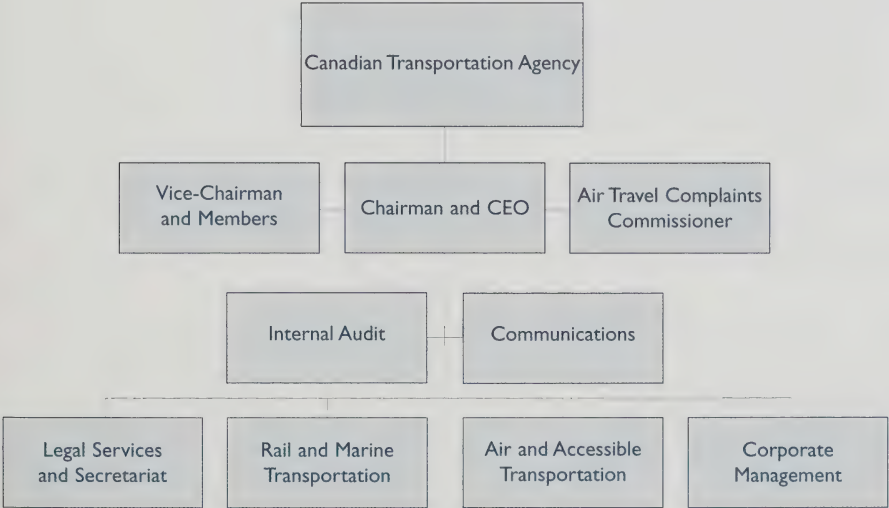 Canadian Transportation Agency
Vice-Chairman
and Members
Chairman and CEO
Air Travel Complaints
Commissioner
Internal Audit
Communications
Legal Services
and Secretariat
Rail and Marine
Transportation
Air and Accessible
Transportation
Corporate
Management